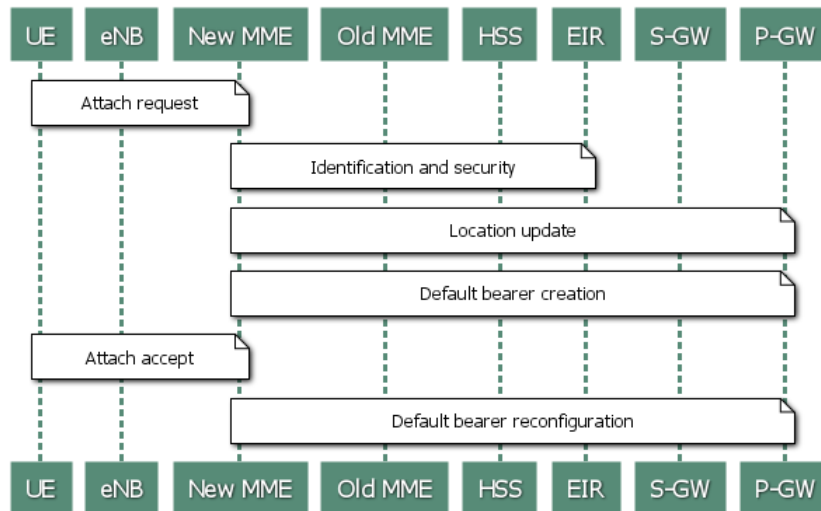 UE eNB New MME Old MME HSS EIR S-GW P-GW
Attach request
Identification and security
Location update
Default bearer creation
Attach accept
Default bearer reconfiguration
UE eNB New MME Old MME HSS EIR S-GW P-GW